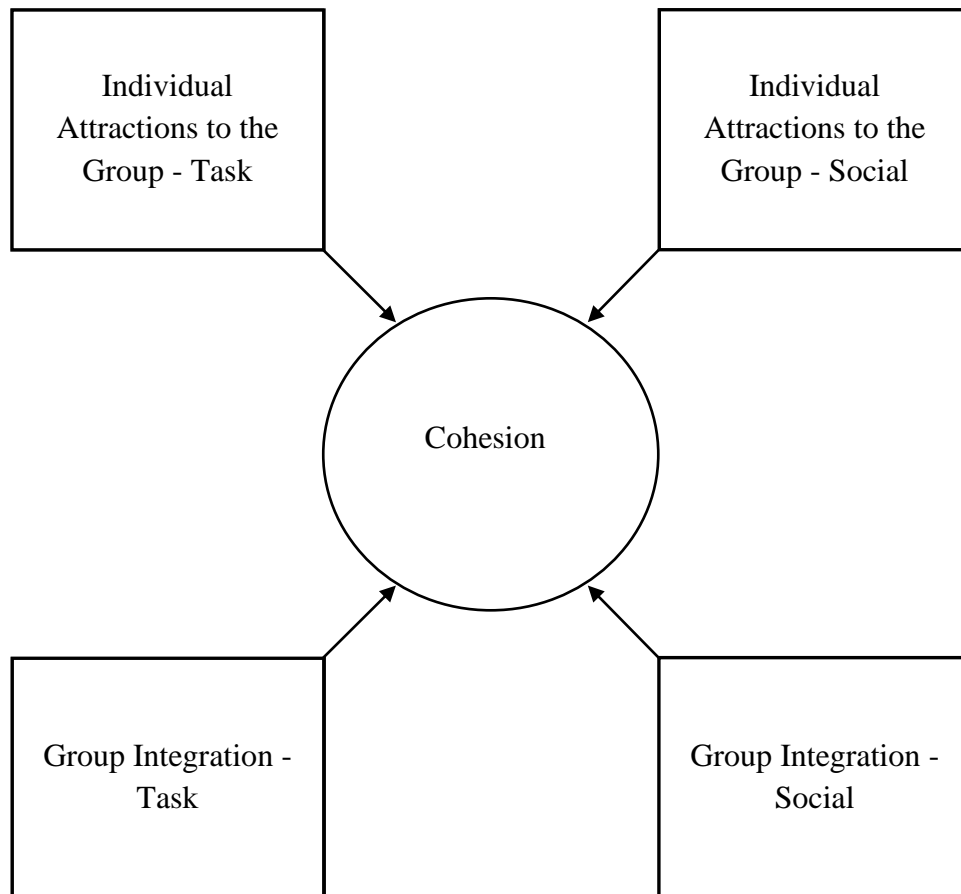 Individual
Attractions to the
Group - Task
Individual
Attractions to the
Group - Social
Cohesion
Group Integration -
Task
Group Integration -
Social